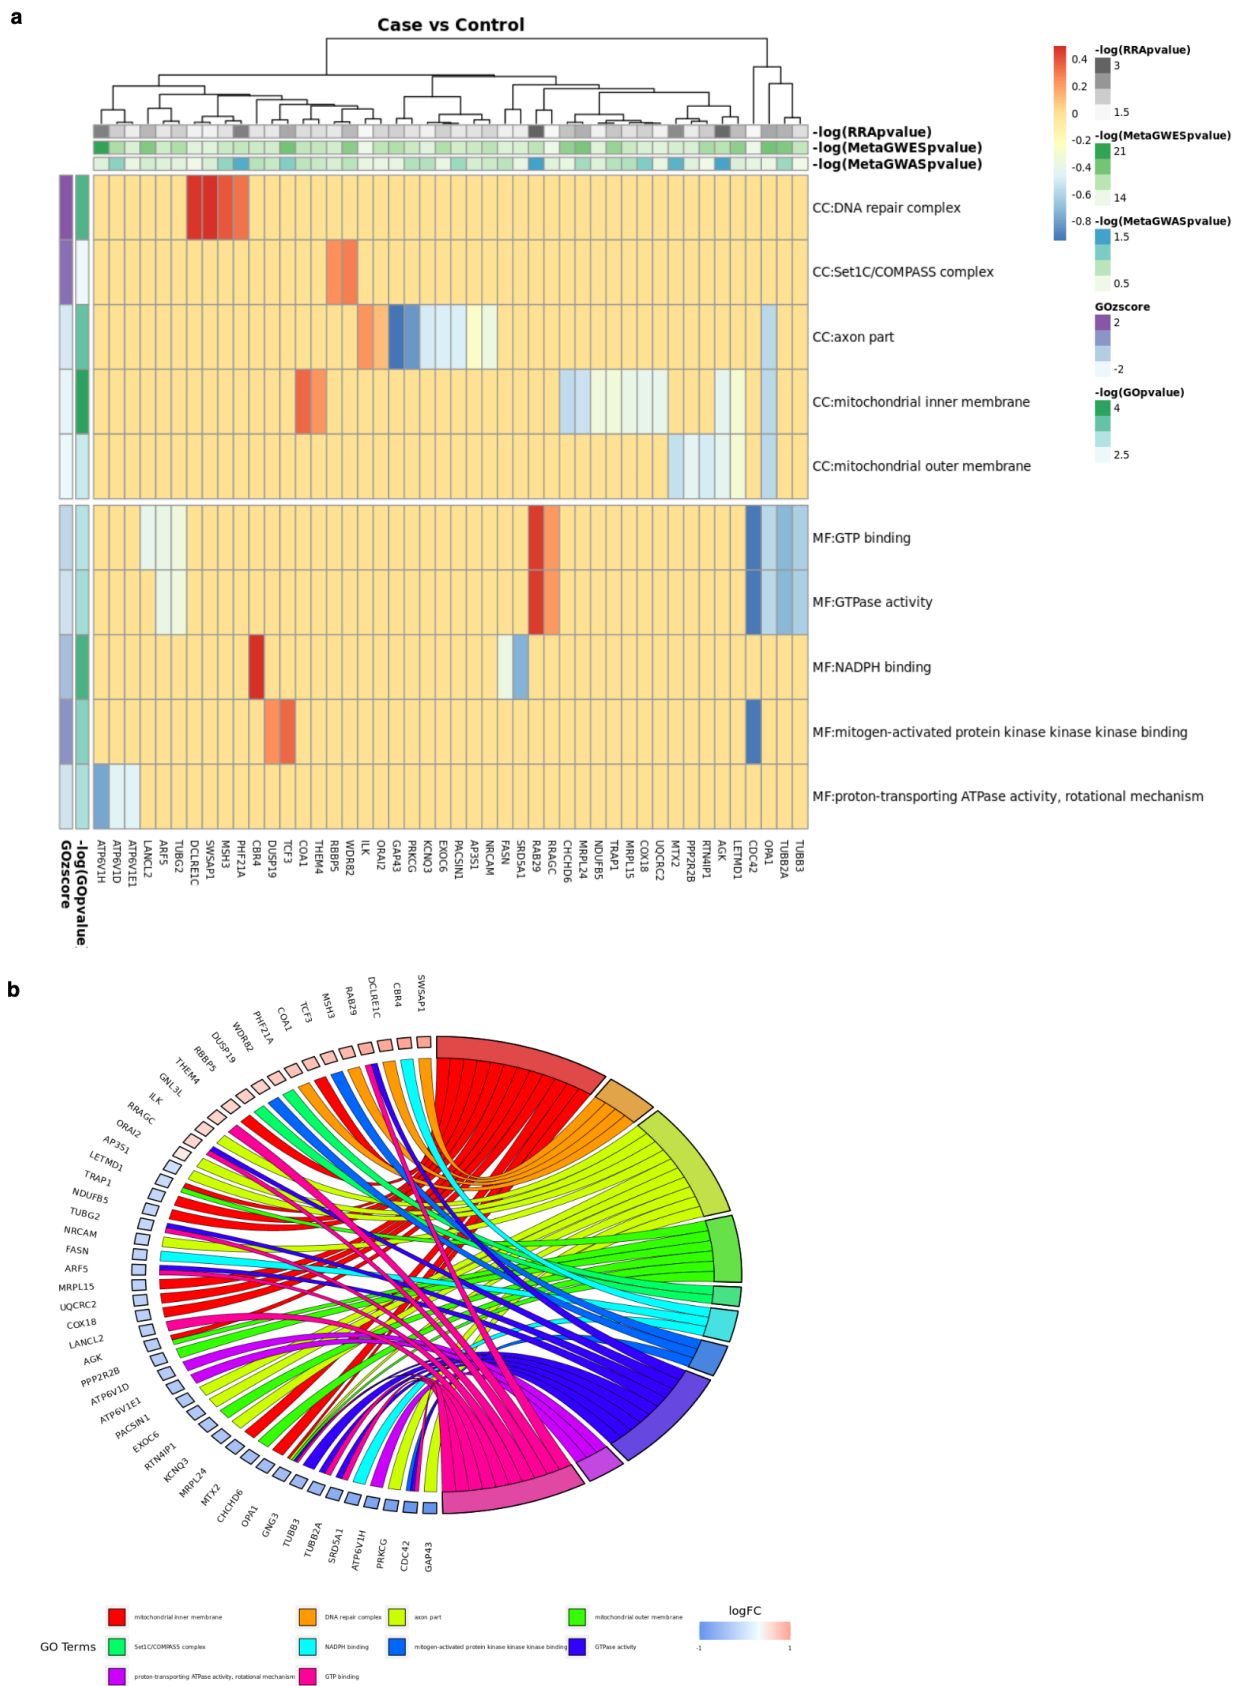 a
Case vs Control
-log(RRApvalue)
-log(MetaGWESpvalue)
-log(MetaGWASpvalue)
0.4
0.2
0
-0.2
-0.4
-0.6
-0.8
-log(RRApvalue)
3
1.5
-log(MetaGWESpvalue)
21
14
-log(MetaGWASpvalue)
1.5
0.5
GOzscore
2
-2
-log(GOpvalue)
4
2.5
CC:DNA repair complex
CC:Set1C/COMPASS complex
CC:axon part
CC:mitochondrial inner membrane
CC:mitochondrial outer membrane
MF:GTP binding
MF:GTPase activity
MF:NADPH binding
MF:mitogen-activated protein kinase kinase kinase binding
MF:proton-transporting ATPase activity, rotational mechanism
GOzscore
-log(GOpvalue)
ATP6V1H
ATP6V1D
ATP6V1E1
LANCL2
ARF5
TUBG2
DCLRE1C
SWSAP1
MSH3
PHF21A
CBR4
DUSP19
TCF3
COA1
THEM4
RBBP5
WDR82
ILK
ORAI2
GAP43
PRKCG
KCNQ3
EXOC6
PACSIN1
AP3S1
NRCAM
FASN
SRD5A1
RAB29
RRAGC
CHCHD6
MRPL24
NDUFB5
TRAP1
MRPL15
COX18
UQCRC2
MTX2
PPP2R2B
RTN4IP1
AGK
LETMD1
CDC42
OPA1
TUBB2A
TUBB3
b
SWSAP1
CBR4
DCLRE1C
RAB29
MSH3
TCF3
COA1
PHF21A
WDR82
DUSP19
RBBP5
THEM4
GNL3L
ILK
RRAGC
ORAI2
AP3S1
LETMD1
TRAP1
NDUFB5
TUBG2
NRCAM
FASN
ARF5
MRPL15
UQCRC2
COX18
LANCL2
AGK
PPP2R2B
ATP6V1D
ATP6V1E1
PACSIN1
EXOC6
RTN4IP1
KCNQ3
MRPL24
MTX2
CHCHD6
OPA1
GNG3
TUBB3
TUBB2A
SRD5A1
ATP6V1H
PRKCG
CDC42
GAP43
GO Terms
mitochondrial inner membrane
DNA repair complex
axon part
mitochondrial outer membrane
Set1C/COMPASS complex
NADPH binding
mitogen-activated protein kinase kinase kinase binding
GTPase activity
proton-transporting ATPase activity, rotational mechanism
GTP binding
logFC
-1
1